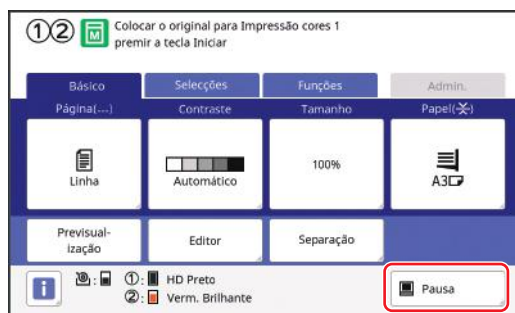 ①② M Colocar o original para Impressão cores 1
premir a tecla Iniciar
Básico Selecções Funções Admin.
Página(---) Contraste Tamanho Papel(
Linha Automático 100% A3
Previsual-
ização
Editor Separação
i ①: HD Preto
②: Verm. Brilhante
Pausa